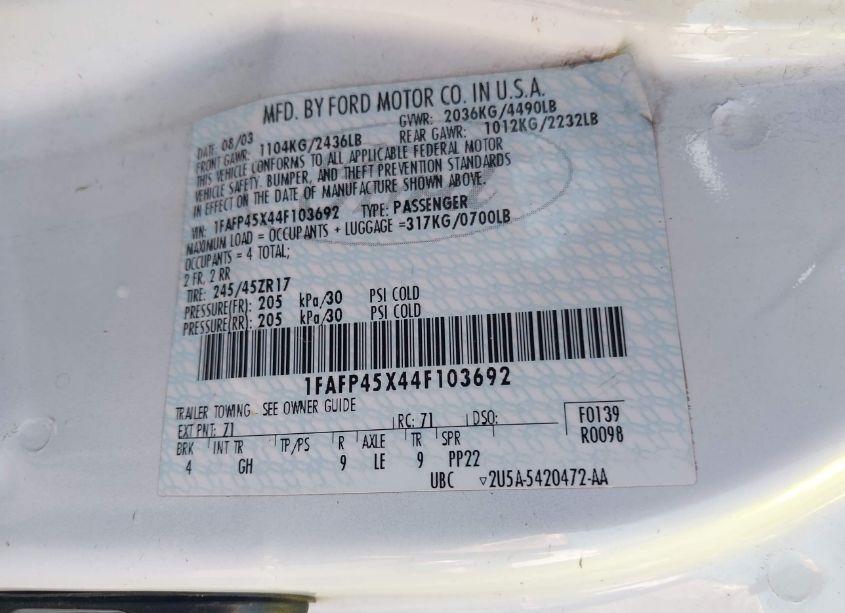 MFD. BY FORD MOTOR CO. IN U.S.A.
DATE: 08/03 GVWR: 2036KG/4490LB
FRONT GAWR: 1104KG/2436LB REAR GAWR: 1012KG/2232LB
THIS VEHICLE CONFORMS TO ALL APPLICABLE FEDERAL MOTOR
VEHICLE SAFETY, BUMPER, AND THEFT PREVENTION STANDARDS
IN EFFECT ON THE DATE OF MANUFACTURE SHOWN ABOVE.
VIN: 1FAFP45X44F103692 TYPE: PASSENGER
MAXIMUN LOAD = OCCUPANTS + LUGGAGE =317KG/0700LB
OCCUPANTS = 4 TOTAL;
2 FR, 2 RR
TIRE: 245/45ZR17
PRESSURE(FR): 205 kPa/30 PSI COLD
PRESSURE(RR): 205 kPa/30 PSI COLD
1FAFP45X44F103692
TRAILER TOWING - SEE OWNER GUIDE
EXT PNT: 71 RC: 71 DSO: F0139
BRK INT TR TP/PS R AXLE TR SPR R0098
4 GH 9 LE 9 PP22
UBC ▽2U5A-5420472-AA